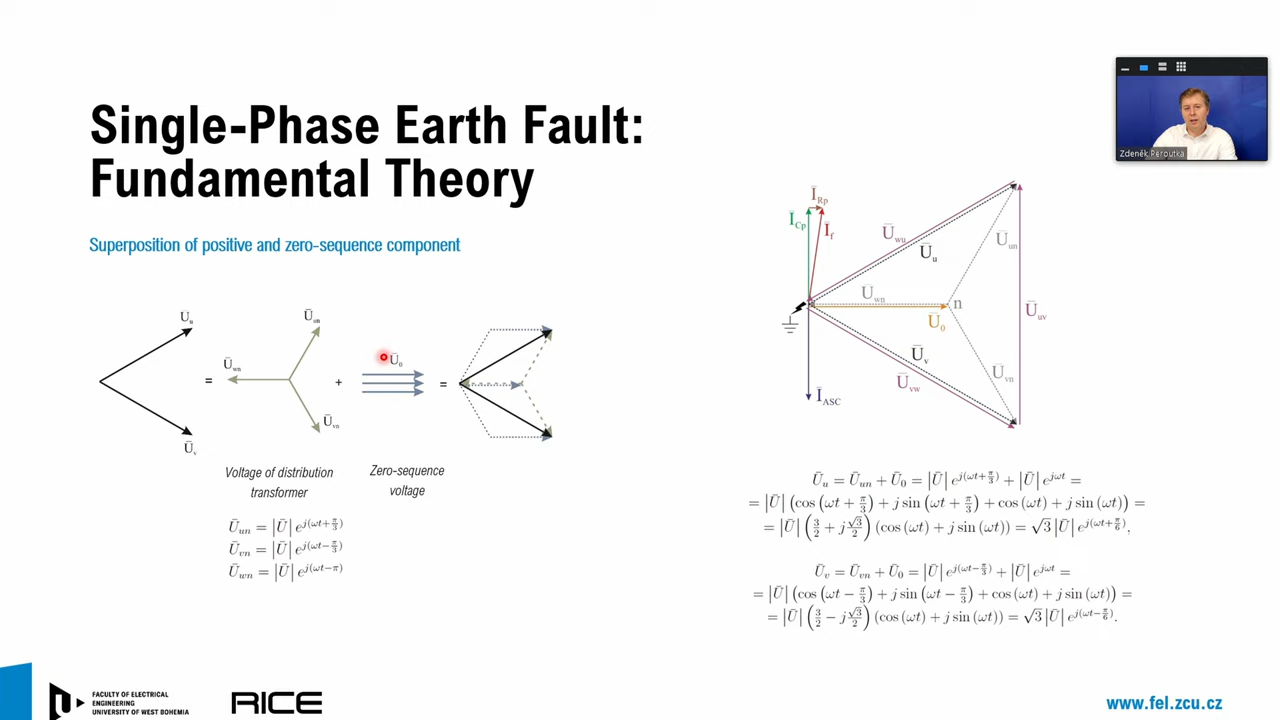 Single-Phase Earth Fault:
Fundamental Theory
Superposition of positive and zero-sequence component
Zdeněk Peroutka
Ū_u
Ū_v
=
Ū_wn
Ū_un
Ū_vn
+
Ū_0
=
Voltage of distribution
transformer
Zero-sequence
voltage
Ū_un = |Ū| e^{j(ωt+π/3)}
Ū_vn = |Ū| e^{j(ωt−π/3)}
Ū_wn = |Ū| e^{j(ωt−π)}
Ī_Rp
Ī_Cp
Ī_f
Ū_wu
Ū_u
Ū_un
Ū_wn
n
Ū_0
Ū_uv
Ū_v
Ū_vn
Ū_vw
Ī_ASC
Ū_u = Ū_un + Ū_0 = |Ū| e^{j(ωt+π/3)} + |Ū| e^{jωt} =
= |Ū| (cos (ωt + π/3) + j sin (ωt + π/3) + cos (ωt) + j sin (ωt)) =
= |Ū| (3/2 + j√3/2) (cos (ωt) + j sin (ωt)) = √3 |Ū| e^{j(ωt+π/6)},
Ū_v = Ū_vn + Ū_0 = |Ū| e^{j(ωt−π/3)} + |Ū| e^{jωt} =
= |Ū| (cos (ωt − π/3) + j sin (ωt − π/3) + cos (ωt) + j sin (ωt)) =
= |Ū| (3/2 − j√3/2) (cos (ωt) + j sin (ωt)) = √3 |Ū| e^{j(ωt−π/6)}.
FACULTY OF ELECTRICAL
ENGINEERING
UNIVERSITY OF WEST BOHEMIA
RICE
www.fel.zcu.cz